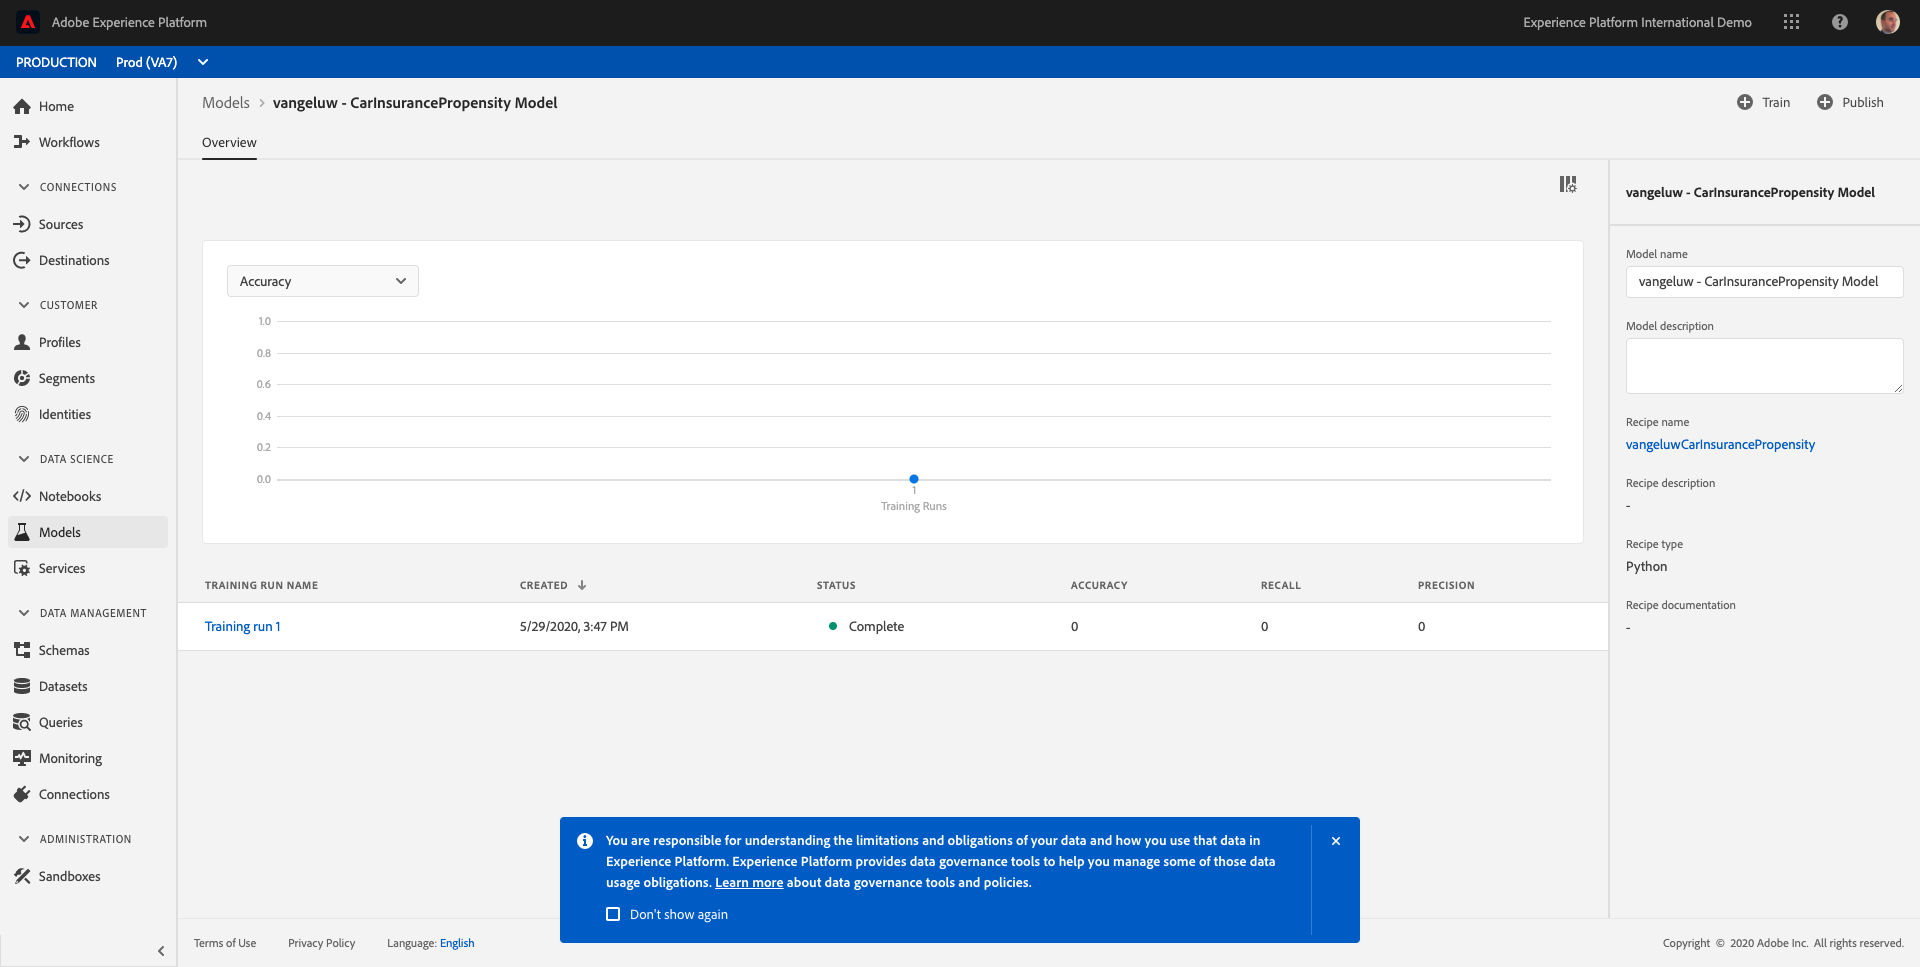 Adobe Experience Platform
Experience Platform International Demo
PRODUCTION Prod (VA7)
Home
Workflows
CONNECTIONS
Sources
Destinations
CUSTOMER
Profiles
Segments
Identities
DATA SCIENCE
Notebooks
Models
Services
DATA MANAGEMENT
Schemas
Datasets
Queries
Monitoring
Connections
ADMINISTRATION
Sandboxes
Models > vangeluw - CarInsurancePropensity Model
Train
Publish
Overview
Accuracy
1.0
0.8
0.6
0.4
0.2
0.0
1
Training Runs
TRAINING RUN NAME CREATED STATUS ACCURACY RECALL PRECISION
Training run 1 5/29/2020, 3:47 PM Complete 0 0 0
vangeluw - CarInsurancePropensity Model
Model name
vangeluw - CarInsurancePropensity Model
Model description
Recipe name
vangeluwCarInsurancePropensity
Recipe description
-
Recipe type
Python
Recipe documentation
-
You are responsible for understanding the limitations and obligations of your data and how you use that data in
Experience Platform. Experience Platform provides data governance tools to help you manage some of those data
usage obligations. Learn more about data governance tools and policies.
Don't show again
Terms of Use Privacy Policy Language: English
Copyright © 2020 Adobe Inc. All rights reserved.